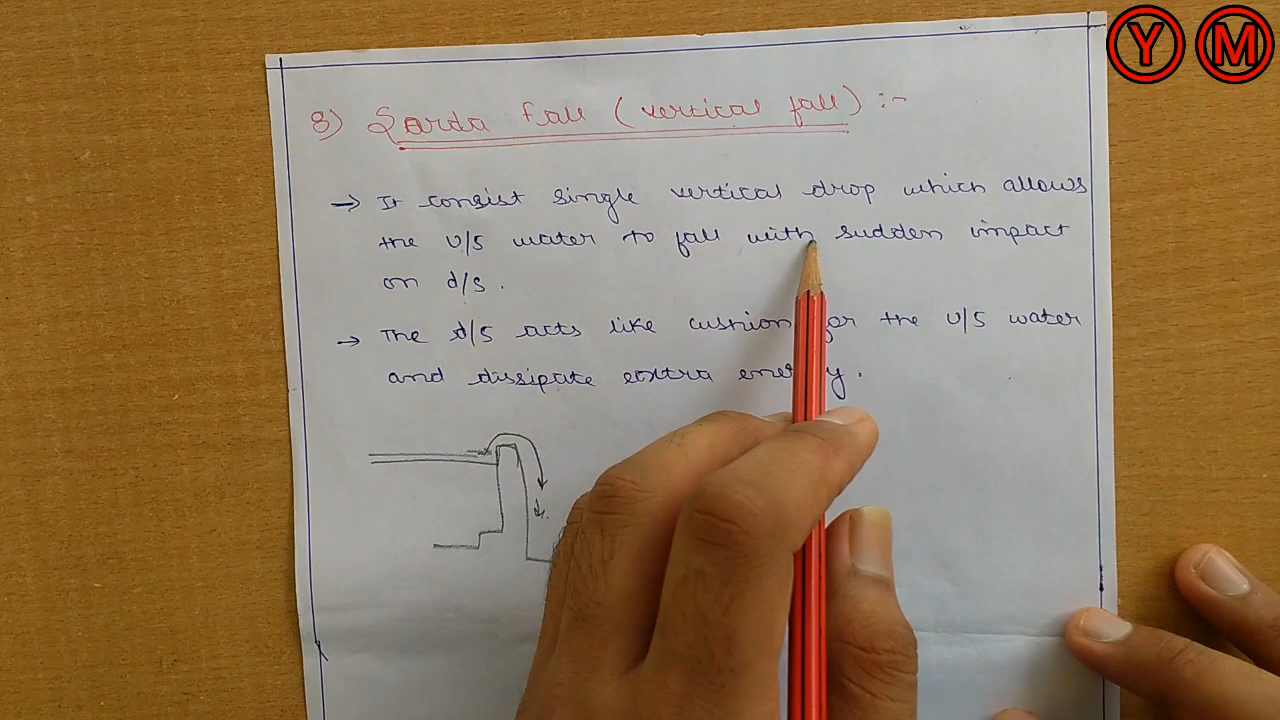 Y M
8) Sarda fall (vertical fall) :-
→ It consist single vertical drop which allows
the U/S water to fall with sudden impact
on d/s.
→ The d/s acts like cushion for the U/S water
and dissipate extra energy.